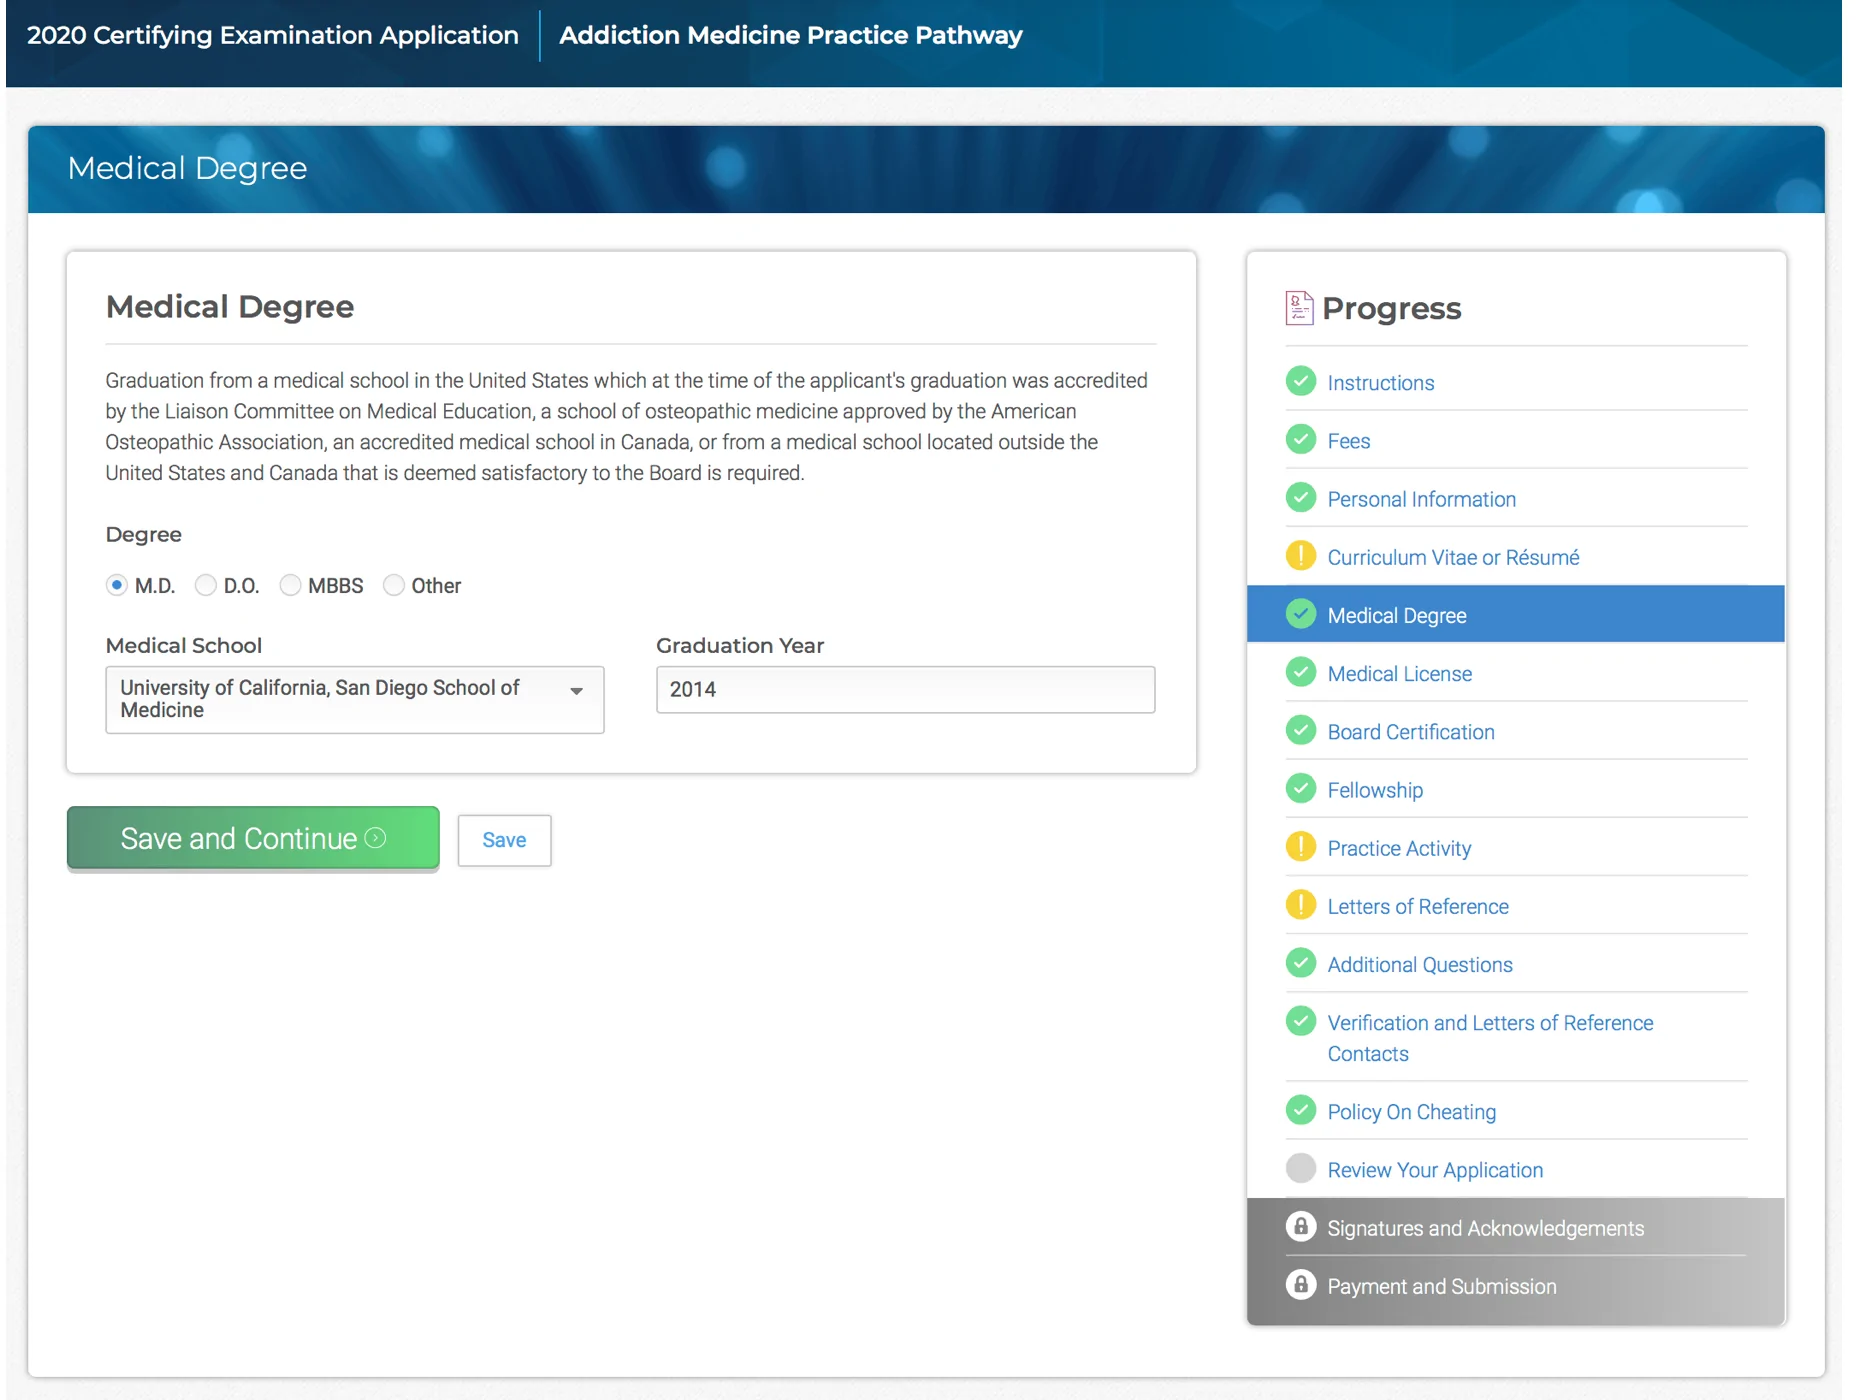 2020 Certifying Examination Application
Addiction Medicine Practice Pathway
Medical Degree
Medical Degree
Graduation from a medical school in the United States which at the time of the applicant's graduation was accredited
by the Liaison Committee on Medical Education, a school of osteopathic medicine approved by the American
Osteopathic Association, an accredited medical school in Canada, or from a medical school located outside the
United States and Canada that is deemed satisfactory to the Board is required.
Degree
M.D. D.O. MBBS Other
Medical School
University of California, San Diego School of
Medicine
Graduation Year
2014
Save and Continue
Save
Progress
Instructions
Fees
Personal Information
Curriculum Vitae or Résumé
Medical Degree
Medical License
Board Certification
Fellowship
Practice Activity
Letters of Reference
Additional Questions
Verification and Letters of Reference
Contacts
Policy On Cheating
Review Your Application
Signatures and Acknowledgements
Payment and Submission